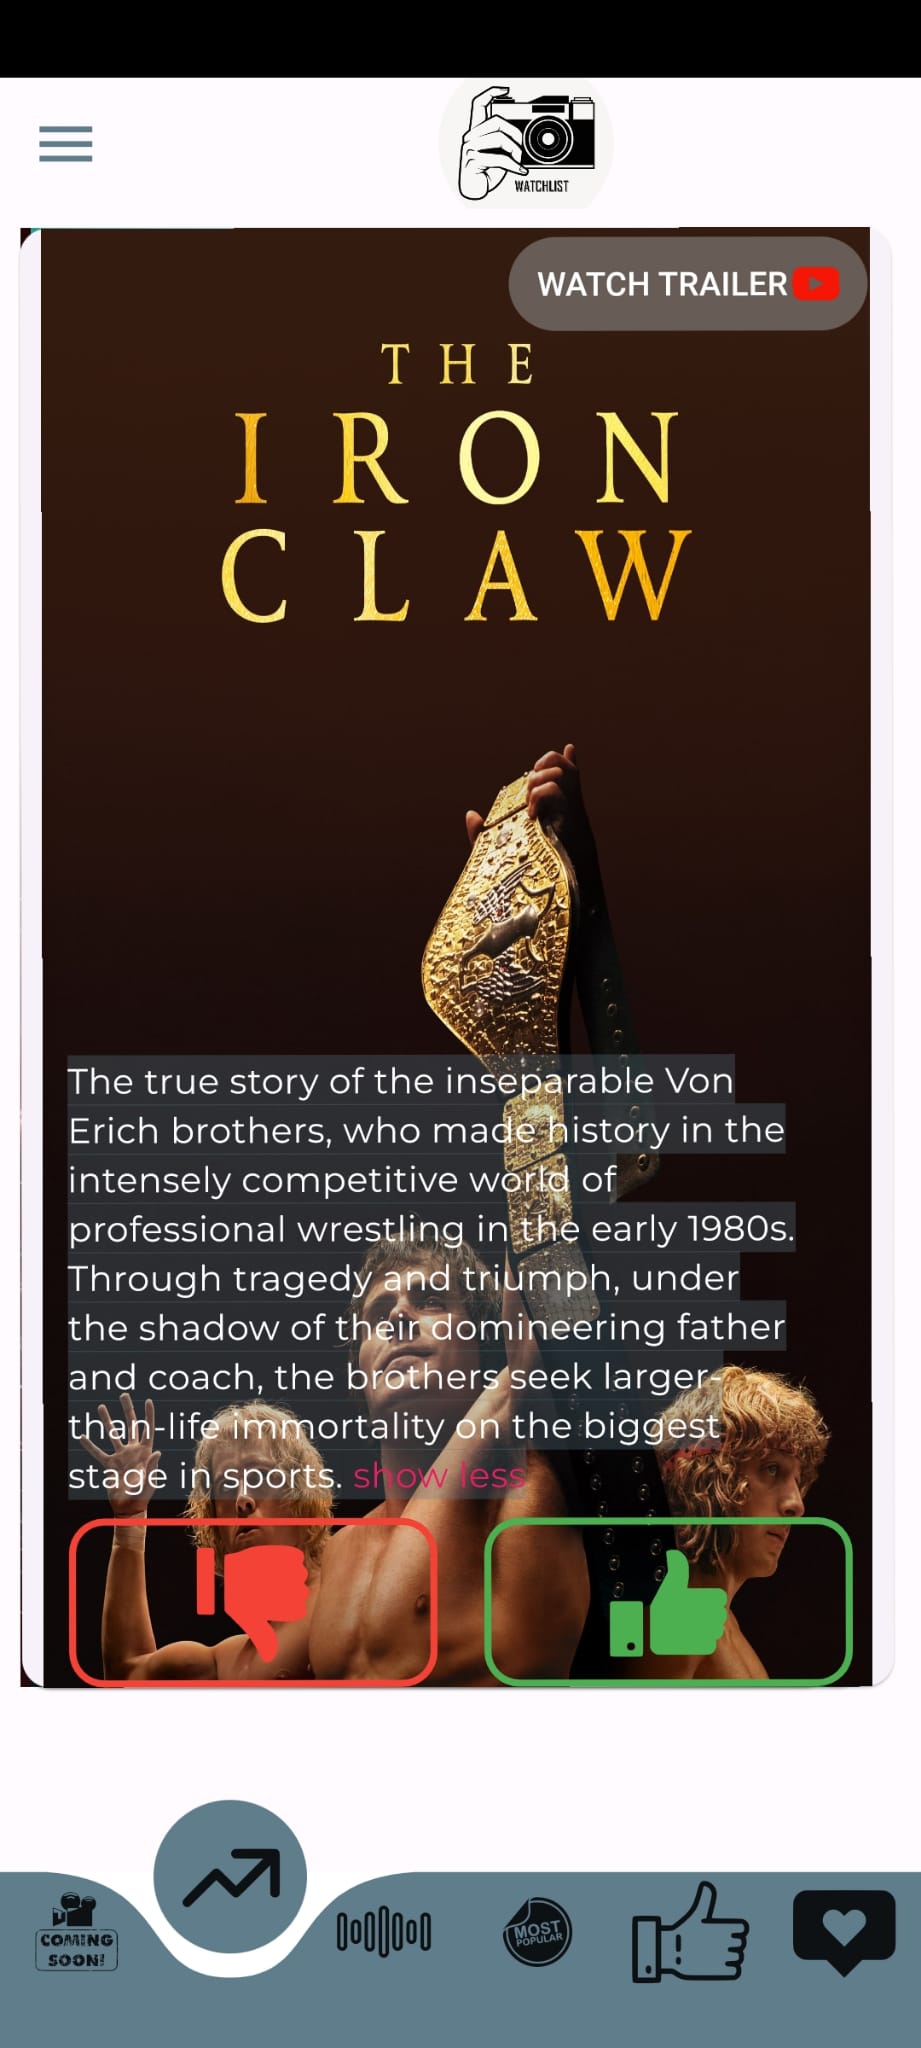 WATCHLIST
WATCH TRAILER
THE
IRON
CLAW
The true story of the inseparable Von
Erich brothers, who made history in the
intensely competitive world of
professional wrestling in the early 1980s.
Through tragedy and triumph, under
the shadow of their domineering father
and coach, the brothers seek larger-
than-life immortality on the biggest
stage in sports. show less
COMING
SOON!
MOST
POPULAR